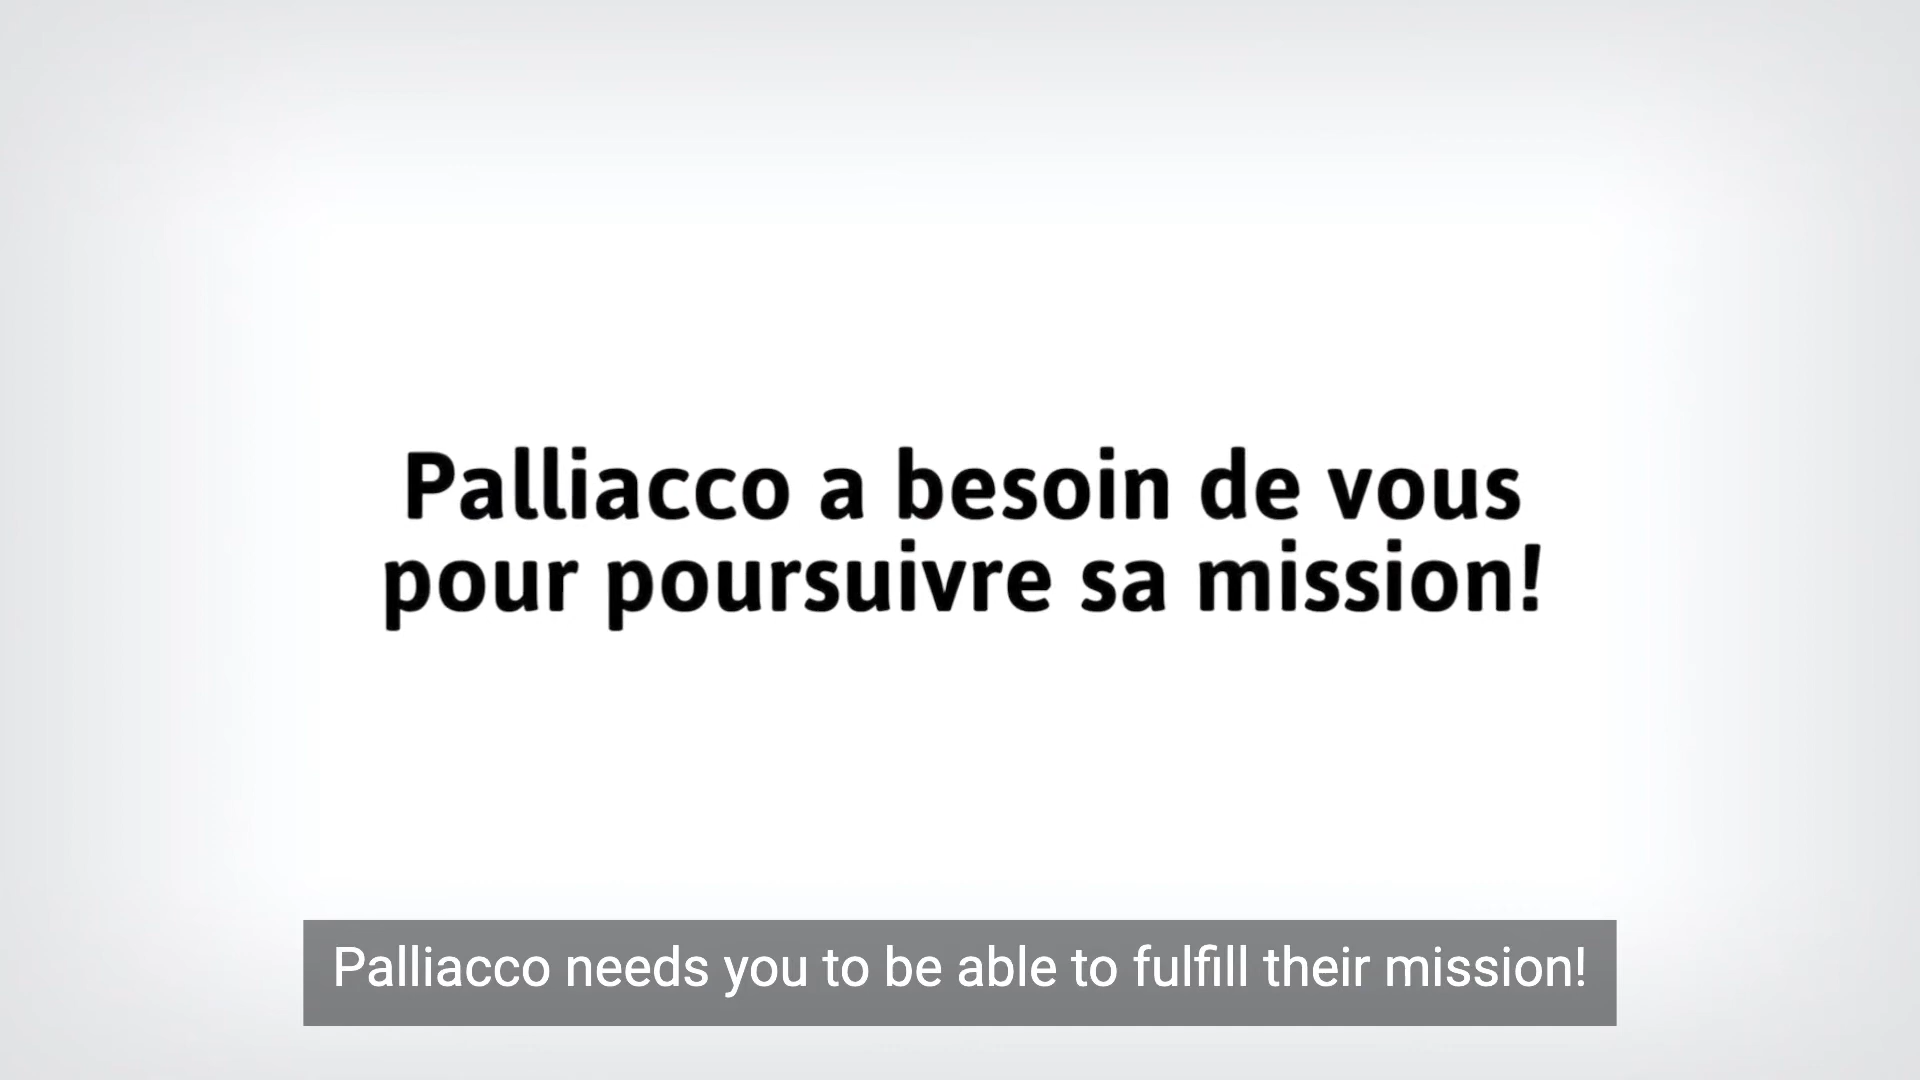 Palliacco a besoin de vous
pour poursuivre sa mission!
Palliacco needs you to be able to fulfill their mission!